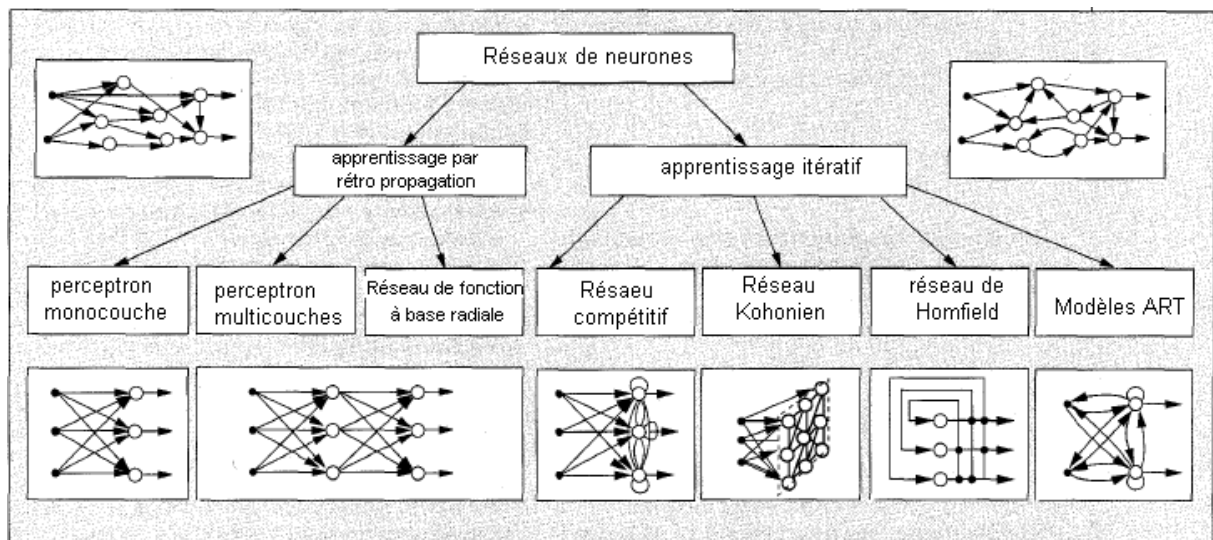 Réseaux de neurones
apprentissage par
rétro propagation
apprentissage itératif
perceptron
monocouche
perceptron
multicouches
Réseau de fonction
à base radiale
Résaeu
compétitif
Réseau
Kohonien
réseau de
Homfield
Modèles ART